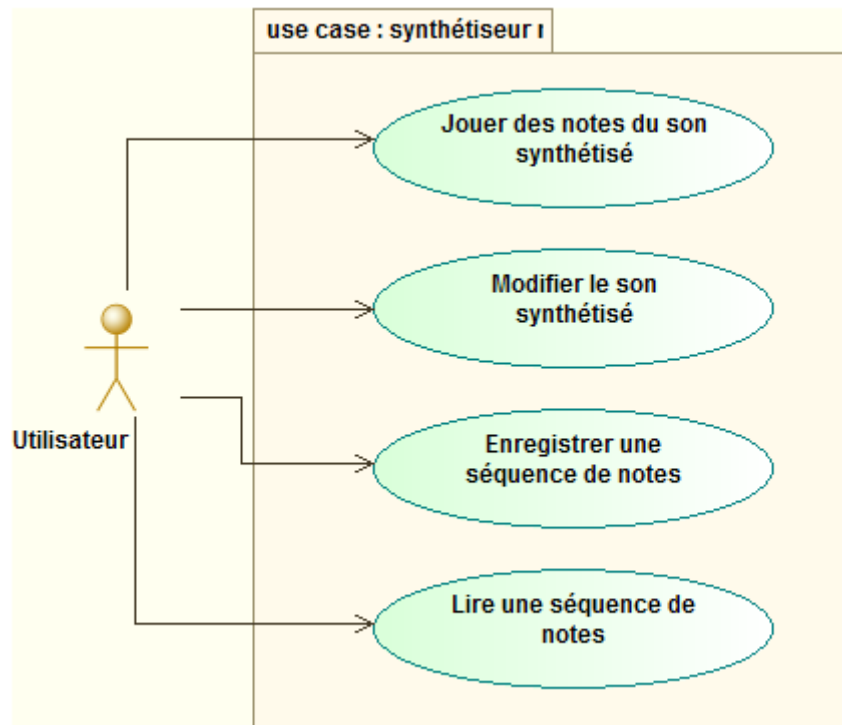 use case : synthétiseur
Jouer des notes du son
synthétisé
Modifier le son
synthétisé
Enregistrer une
séquence de notes
Utilisateur
Lire une séquence de
notes